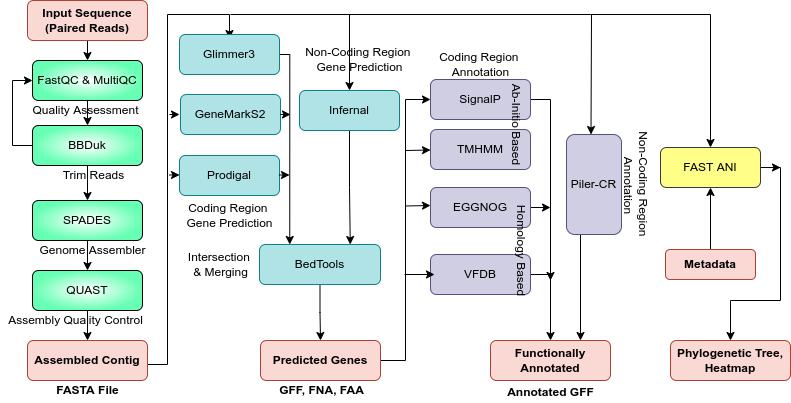 Input Sequence
(Paired Reads)
FastQC & MultiQC
Quality Assessment
BBDuk
Trim Reads
SPADES
Genome Assembler
QUAST
Assembly Quality Control
Assembled Contig
FASTA File
Glimmer3
GeneMarkS2
Prodigal
Coding Region
Gene Prediction
Non-Coding Region
Gene Prediction
Infernal
Intersection
& Merging
BedTools
Predicted Genes
GFF, FNA, FAA
Coding Region
Annotation
SignalP
TMHMM
Ab-Initio Based
EGGNOG
VFDB
Homology Based
Functionally
Annotated
Annotated GFF
Piler-CR
Non-Coding Region
Annotation
FAST ANI
Metadata
Phylogenetic Tree,
Heatmap